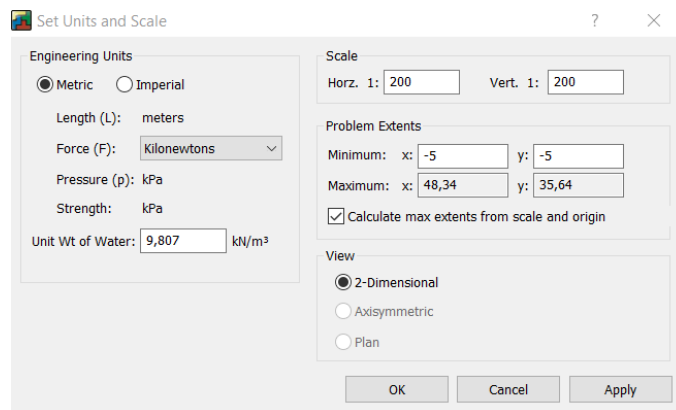 Set Units and Scale
Engineering Units
Metric Imperial
Length (L): meters
Force (F): Kilonewtons
Pressure (p): kPa
Strength: kPa
Unit Wt of Water: 9,807 kN/m³
Scale
Horz. 1: 200 Vert. 1: 200
Problem Extents
Minimum: x: -5 y: -5
Maximum: x: 48,34 y: 35,64
Calculate max extents from scale and origin
View
2-Dimensional
Axisymmetric
Plan
OK Cancel Apply